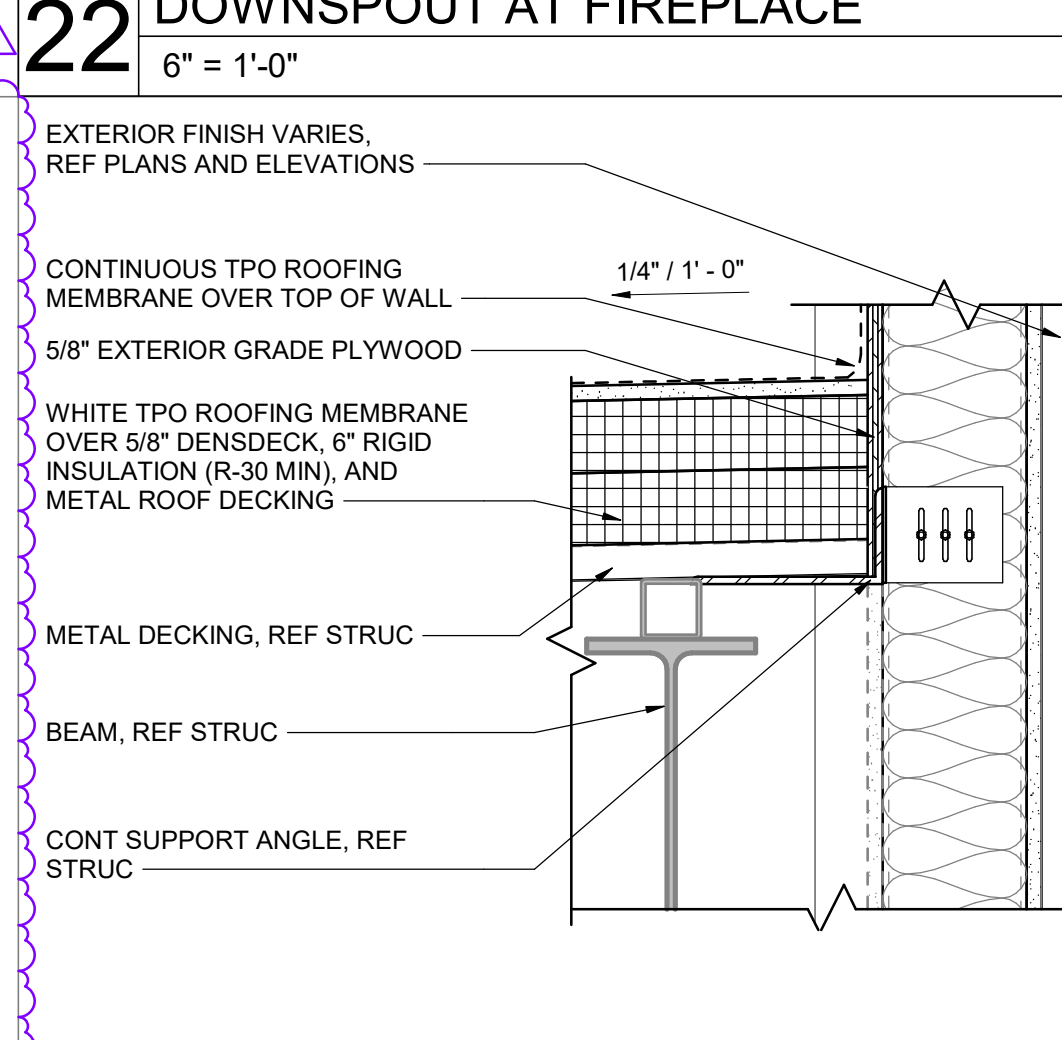 22
DOWNSPOUT AT FIREPLACE
6" = 1'-0"
EXTERIOR FINISH VARIES,
REF PLANS AND ELEVATIONS
CONTINUOUS TPO ROOFING
MEMBRANE OVER TOP OF WALL
1/4" / 1' - 0"
5/8" EXTERIOR GRADE PLYWOOD
WHITE TPO ROOFING MEMBRANE
OVER 5/8" DENSDECK, 6" RIGID
INSULATION (R-30 MIN), AND
METAL ROOF DECKING
METAL DECKING, REF STRUC
BEAM, REF STRUC
CONT SUPPORT ANGLE, REF
STRUC